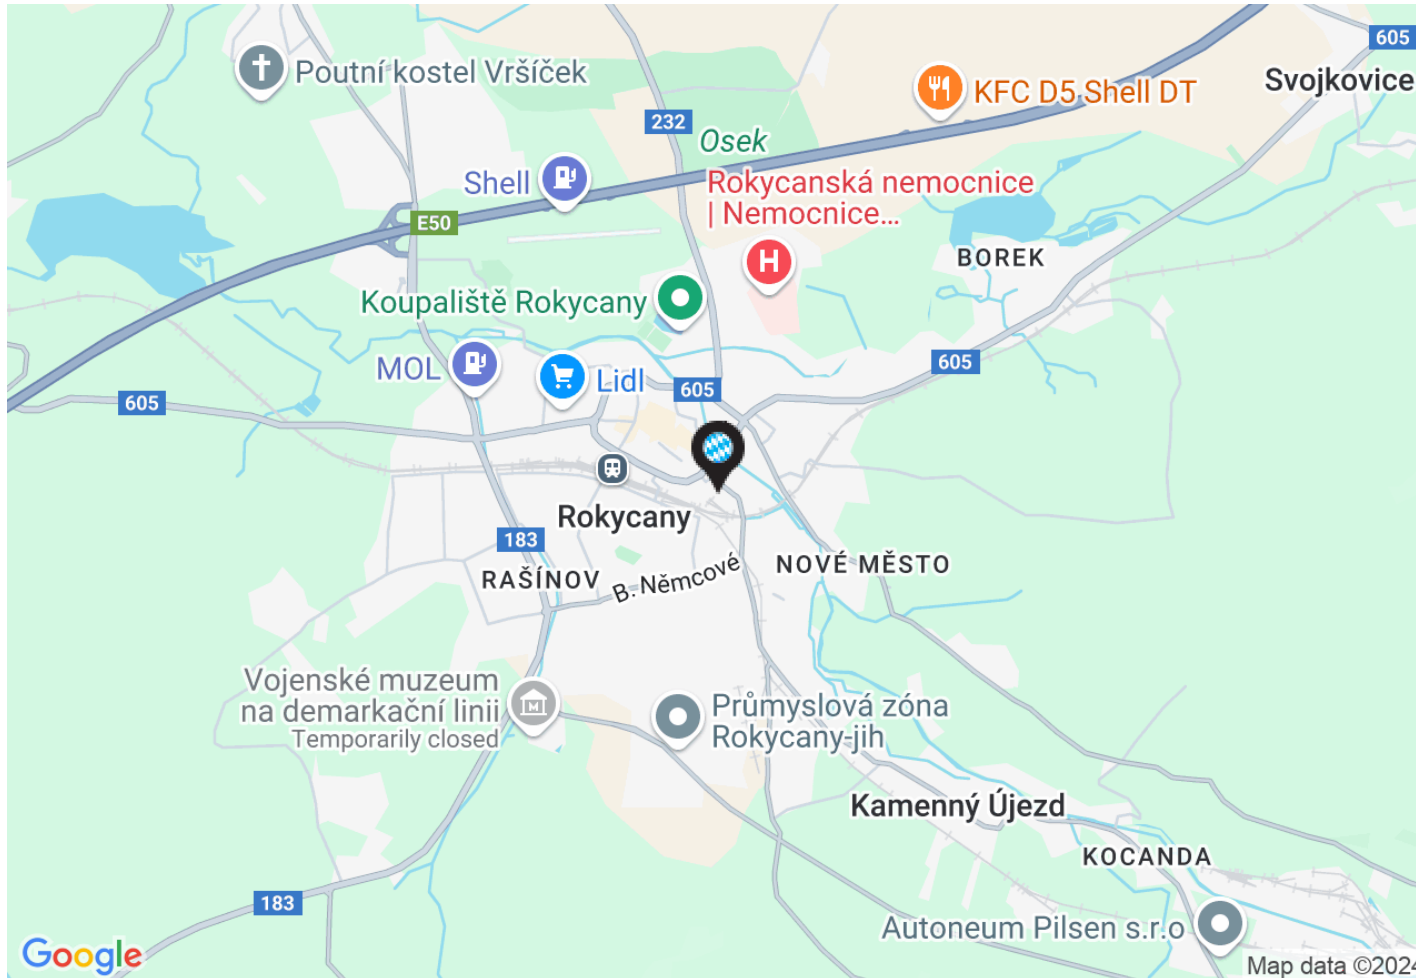 605
Svojkovice
Poutní kostel Vršíček
KFC D5 Shell DT
232
Osek
Shell
Rokycanská nemocnice
| Nemocnice...
E50
H
BOREK
Koupaliště Rokycany
MOL
Lidl
605
605
605
Rokycany
183
RAŠÍNOV
B. Němcové
NOVÉ MĚSTO
Vojenské muzeum
na demarkační linii
Temporarily closed
M
Průmyslová zóna
Rokycany-jih
Kamenný Újezd
KOCANDA
183
Autoneum Pilsen s.r.o
Google
Map data ©2024